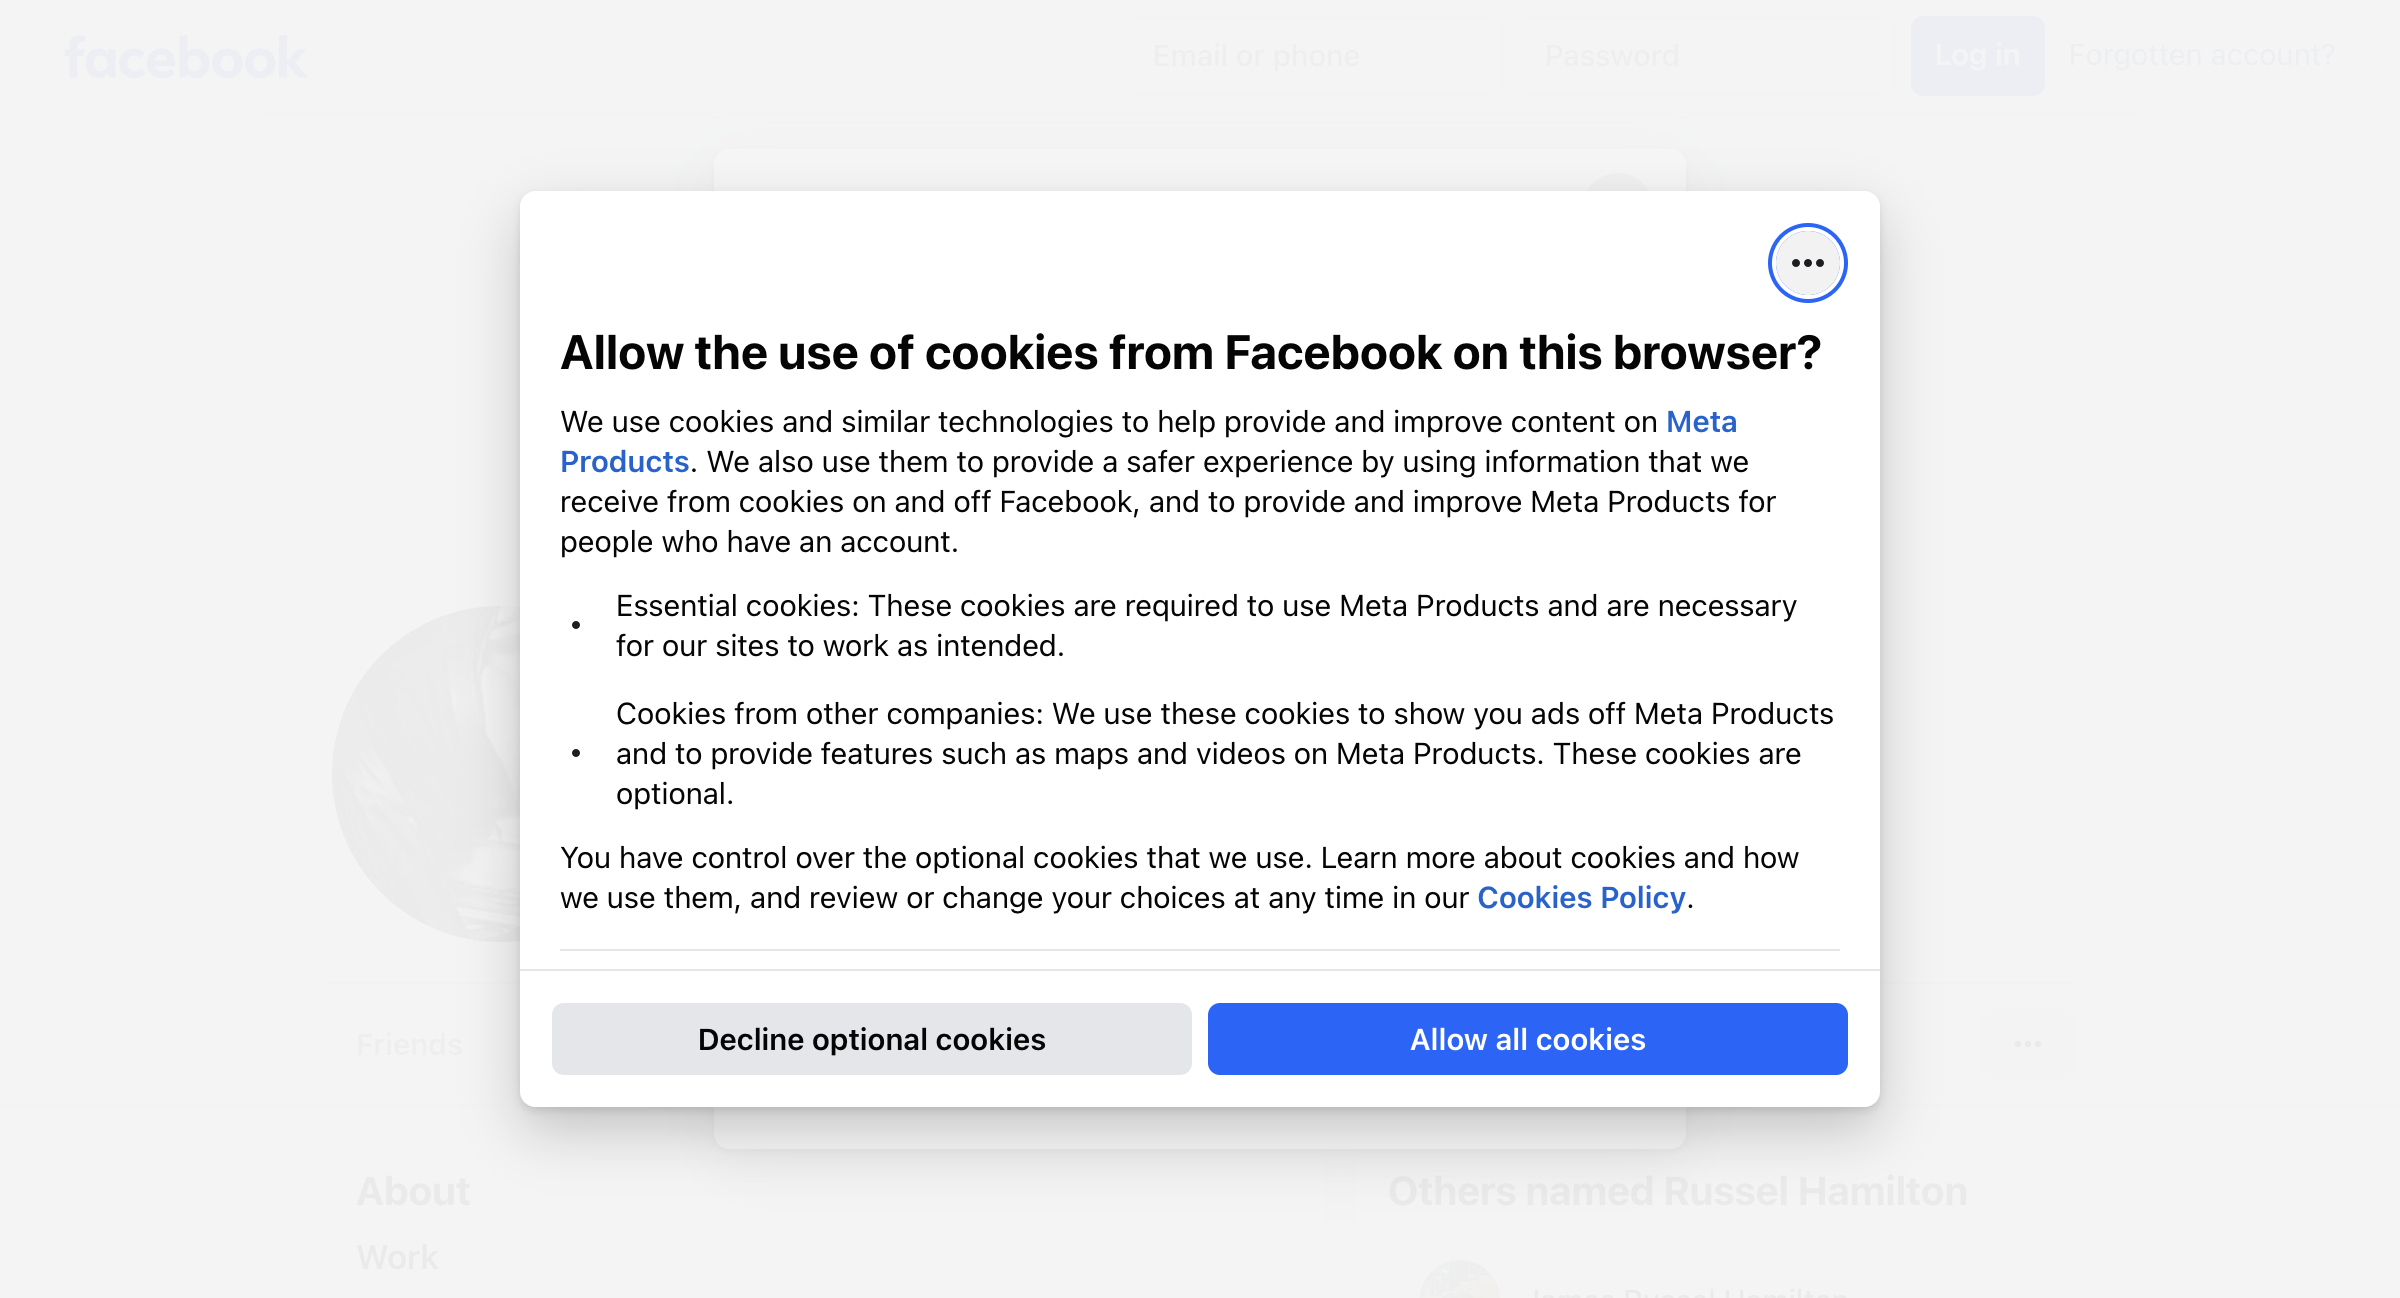 facebook
Email or phone
Password
Log in
Forgotten account?
Allow the use of cookies from Facebook on this browser?
We use cookies and similar technologies to help provide and improve content on Meta
Products. We also use them to provide a safer experience by using information that we
receive from cookies on and off Facebook, and to provide and improve Meta Products for
people who have an account.
• Essential cookies: These cookies are required to use Meta Products and are necessary
for our sites to work as intended.
• Cookies from other companies: We use these cookies to show you ads off Meta Products
and to provide features such as maps and videos on Meta Products. These cookies are
optional.
You have control over the optional cookies that we use. Learn more about cookies and how
we use them, and review or change your choices at any time in our Cookies Policy.
Decline optional cookies
Allow all cookies
Friends
About
Others named Russel Hamilton
Work
James Russel Hamilton